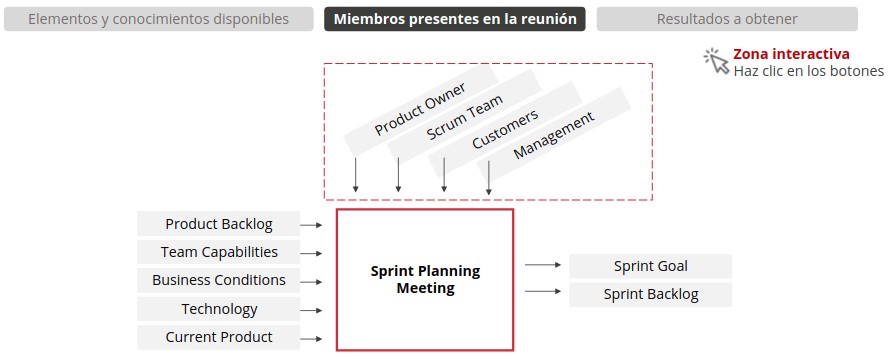 Elementos y conocimientos disponibles
Miembros presentes en la reunión
Resultados a obtener
Zona interactiva
Haz clic en los botones
Product Owner
Scrum Team
Customers
Management
Product Backlog
Team Capabilities
Business Conditions
Technology
Current Product
Sprint Planning
Meeting
Sprint Goal
Sprint Backlog